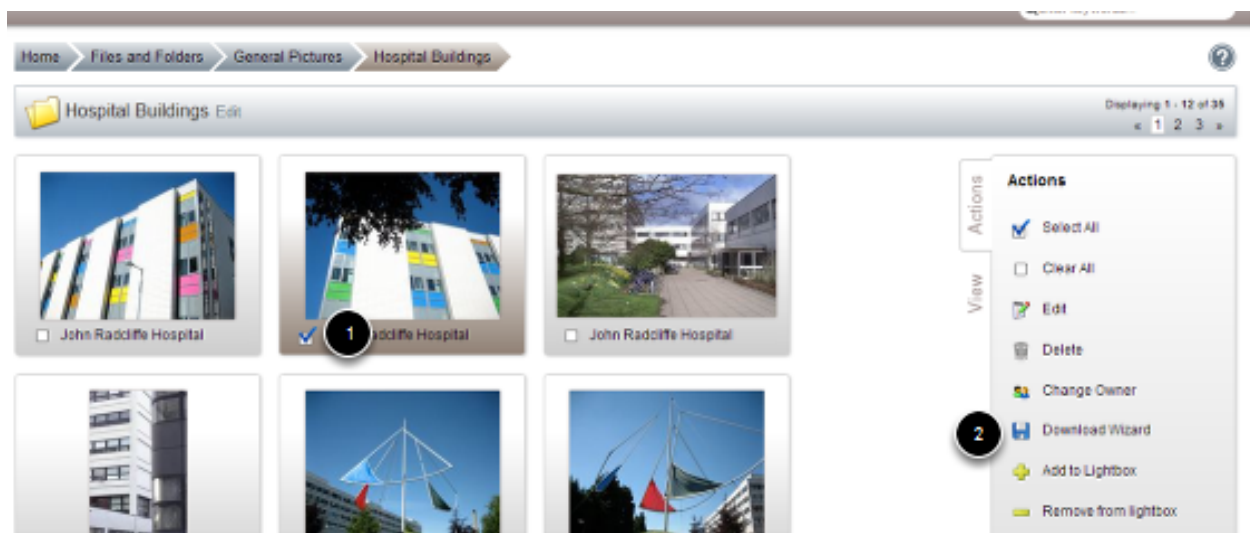 Home Files and Folders General Pictures Hospital Buildings
Hospital Buildings Edit
Displaying 1 - 12 of 35
« 1 2 3 »
John Radcliffe Hospital
1 adcliffe Hospital
John Radcliffe Hospital
Actions
View
Actions
Select All
Clear All
Edit
Delete
Change Owner
2 Download Wizard
Add to Lightbox
Remove from lightbox